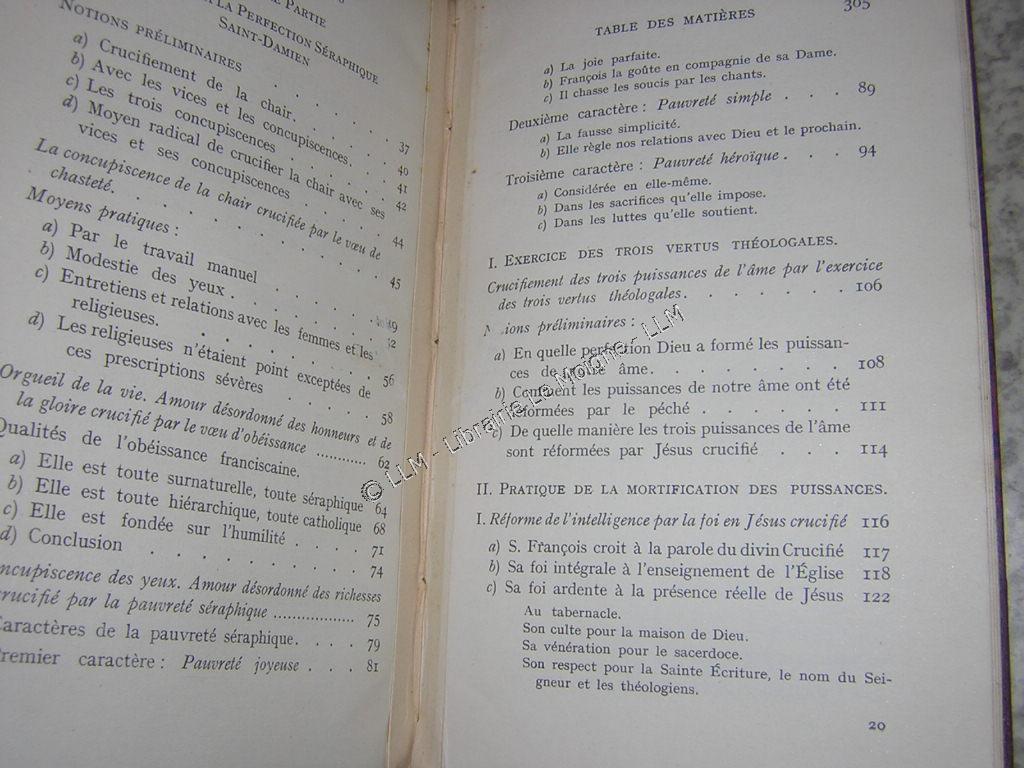 PARTIE
LA PERFECTION SÉRAPHIQUE
SAINT-DAMIEN
NOTIONS PRÉLIMINAIRES
a) Crucifiement de la chair. . . . . 37
b) Avec les vices et les concupiscences. 40
c) Les trois concupiscences . . . . 41
d) Moyen radical de crucifier la chair avec ses
vices et ses concupiscences . . . . 42
La concupiscence de la chair crucifiée par le vœu de
chasteté. . . . . . . . . . 44
Moyens pratiques :
a) Par le travail manuel . . . . . 45
b) Modestie des yeux . . . . . . 49
c) Entretiens et relations avec les femmes et les
religieuses. . . . . . . . 56
d) Les religieuses n'étaient point exceptées de
ces prescriptions sévères . . . . . 58
Orgueil de la vie. Amour désordonné des honneurs et de
la gloire crucifié par le vœu d'obéissance ........... 62
Qualités de l'obéissance franciscaine.
a) Elle est toute surnaturelle, toute séraphique 64
b) Elle est toute hiérarchique, toute catholique 68
c) Elle est fondée sur l'humilité . . . . 71
d) Conclusion . . . . . . . 74
ncupiscence des yeux. Amour désordonné des richesses
crucifié par la pauvreté séraphique ................... 75
Caractères de la pauvreté séraphique. . . . 79
Premier caractère : Pauvreté joyeuse . . . 81
TABLE DES MATIÈRES 305
a) La joie parfaite.
b) François la goûte en compagnie de sa Dame.
c) Il chasse les soucis par les chants.
Deuxième caractère : Pauvreté simple . . . 89
a) La fausse simplicité.
b) Elle règle nos relations avec Dieu et le prochain.
Troisième caractère : Pauvreté héroïque . . . 94
a) Considérée en elle-même.
b) Dans les sacrifices qu'elle impose.
c) Dans les luttes qu'elle soutient.
I. EXERCICE DES TROIS VERTUS THÉOLOGALES.
Crucifiement des trois puissances de l'âme par l'exercice
des trois vertus théologales. . . . . . . 106
Notions préliminaires :
a) En quelle perfection Dieu a formé les puissan-
ces de notre âme. . . . . . . . 108
b) Comment les puissances de notre âme ont été
déformées par le péché . . . . . . 111
c) De quelle manière les trois puissances de l'âme
sont réformées par Jésus crucifié . . . 114
II. PRATIQUE DE LA MORTIFICATION DES PUISSANCES.
I. Réforme de l'intelligence par la foi en Jésus crucifié 116
a) S. François croit à la parole du divin Crucifié 117
b) Sa foi intégrale à l'enseignement de l'Église 118
c) Sa foi ardente à la présence réelle de Jésus 122
Au tabernacle.
Son culte pour la maison de Dieu.
Sa vénération pour le sacerdoce.
Son respect pour la Sainte Écriture, le nom du Sei-
gneur et les théologiens.
20
© LLM - Librairie Le Moigne - LLM